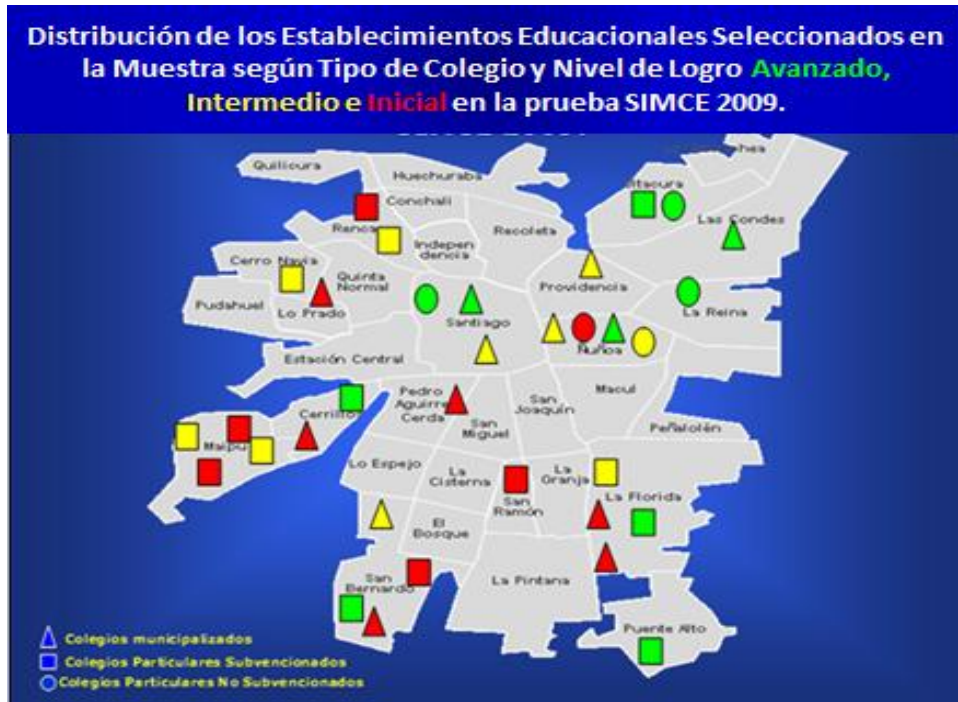 Distribución de los Establecimientos Educacionales Seleccionados en
la Muestra según Tipo de Colegio y Nivel de Logro Avanzado,
Intermedio e Inicial en la prueba SIMCE 2009.
Quilicura
Huechuraba
Conchali
Renca
Recoleta
Indepen
dencia
Las Condes
Cerro Navia
Quinta
Normal
Providencia
Pudahuel
Lo Prado
Santiago
La Reina
Ñuñoa
Estación Central
Macul
Pedro
Aguirre
Cerda
San
Joaquín
San
Miguel
Cerrillos
Peñalolén
Maipu
Lo Espejo
La
Cisterna
La
Granja
San
Ramón
La Florida
El
Bosque
San
Bernardo
La Pintana
Puente Alto
Colegios municipalizados
Colegios Particulares Subvencionados
Colegios Particulares No Subvencionados